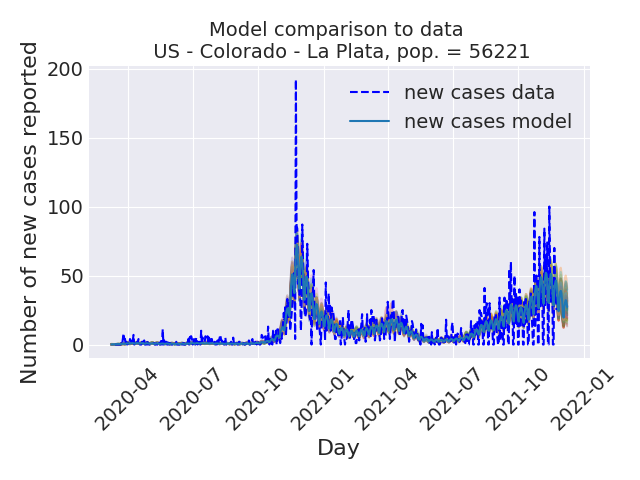 Model comparison to data
US - Colorado - La Plata, pop. = 56221
Number of new cases reported
200
150
100
50
0
new cases data
new cases model
2020-04
2020-07
2020-10
2021-01
2021-04
2021-07
2021-10
2022-01
Day